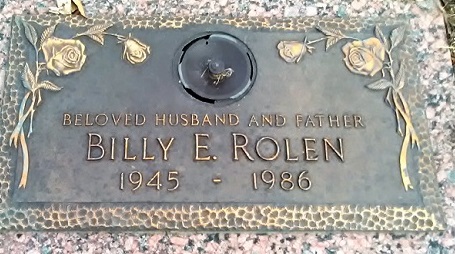 BELOVED HUSBAND AND FATHER
BILLY E. ROLEN
1945 - 1986